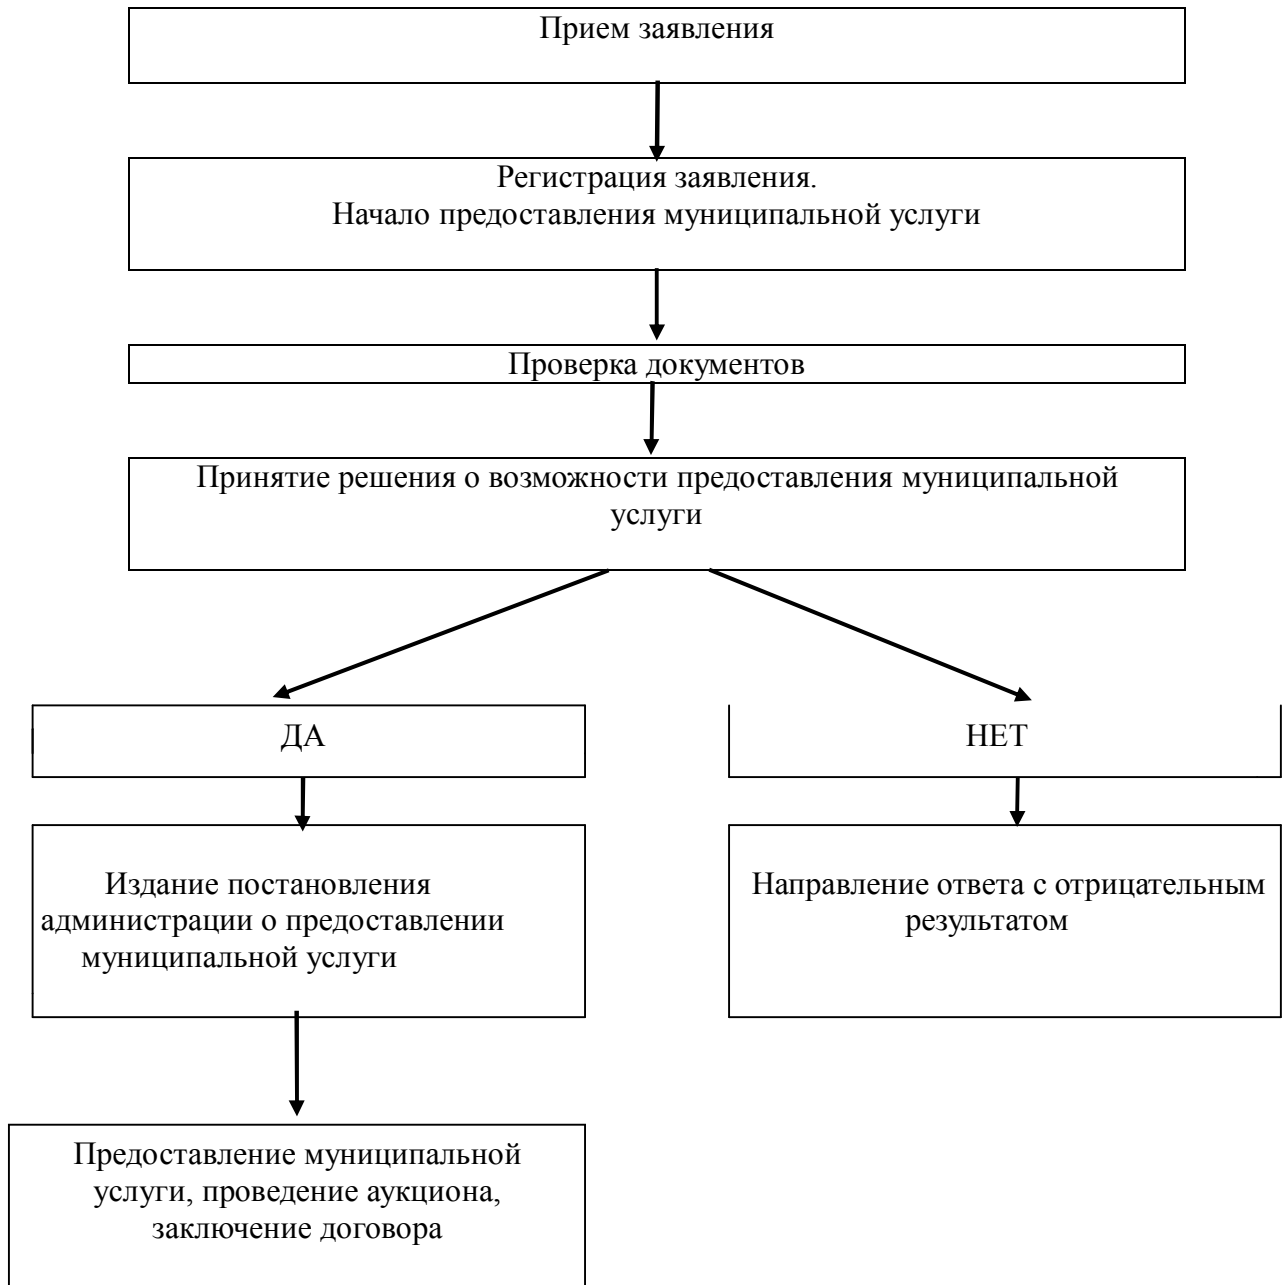 Прием заявления
Регистрация заявления.
Начало предоставления муниципальной услуги
Проверка документов
Принятие решения о возможности предоставления муниципальной
услуги
ДА
НЕТ
Издание постановления
администрации о предоставлении
муниципальной услуги
Направление ответа с отрицательным
результатом
Предоставление муниципальной
услуги, проведение аукциона,
заключение договора